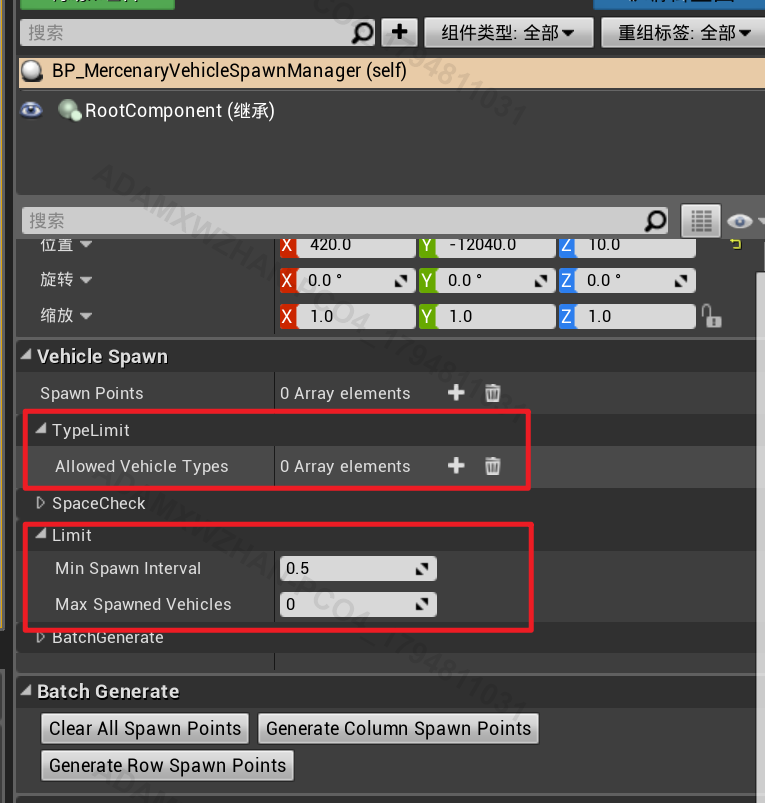 搜索
组件类型: 全部
重组标签: 全部
BP_MercenaryVehicleSpawnManager (self)
RootComponent (继承)
搜索
位置 X 420.0 Y -12040.0 Z 10.0
旋转 X 0.0 ° Y 0.0 ° Z 0.0 °
缩放 X 1.0 Y 1.0 Z 1.0
Vehicle Spawn
Spawn Points 0 Array elements
TypeLimit
Allowed Vehicle Types 0 Array elements
SpaceCheck
Limit
Min Spawn Interval 0.5
Max Spawned Vehicles 0
BatchGenerate
Batch Generate
Clear All Spawn Points Generate Column Spawn Points
Generate Row Spawn Points